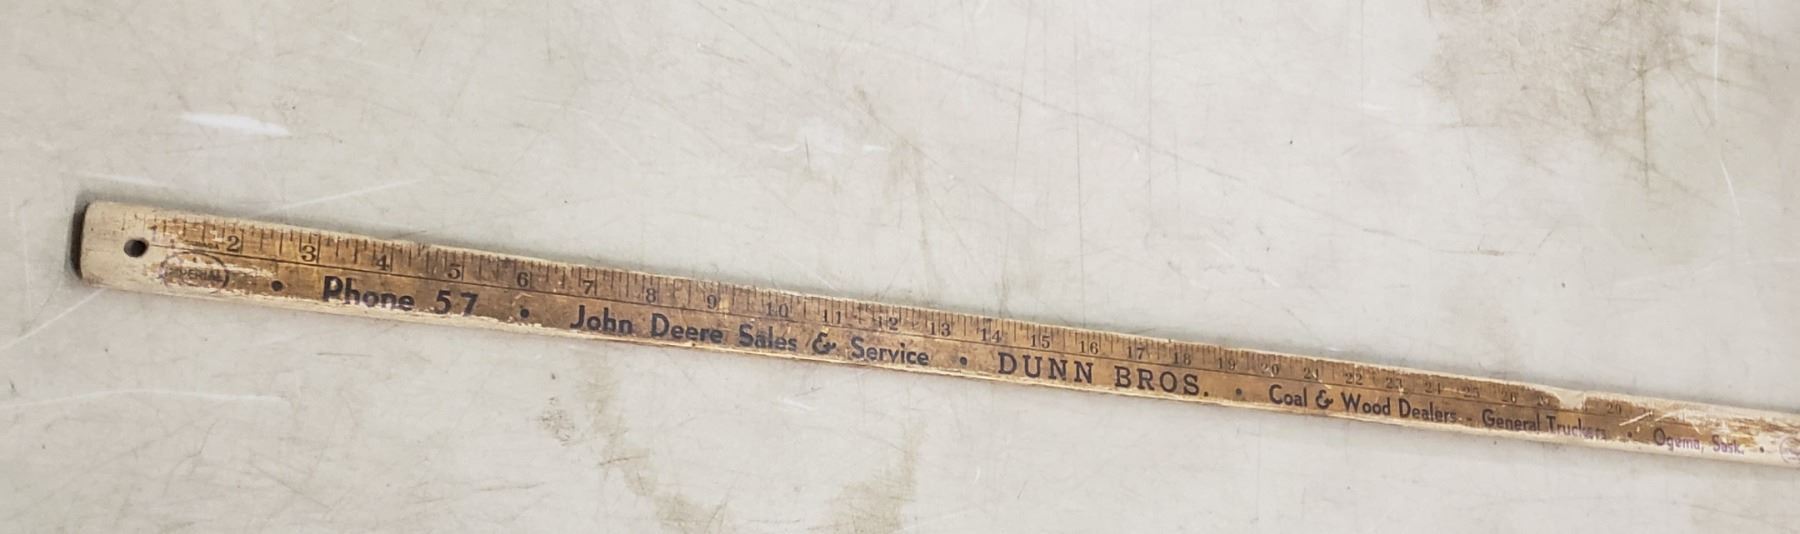 2 3 4 5 6 7 8 9 10 11 12 13 14 15 16 17 18 19 20 21 22 23 24 25 26 29
IMPERIAL • Phone 57 • John Deere Sales & Service • DUNN BROS. • Coal & Wood Dealers - General Truckers • Ogema, Sask. •